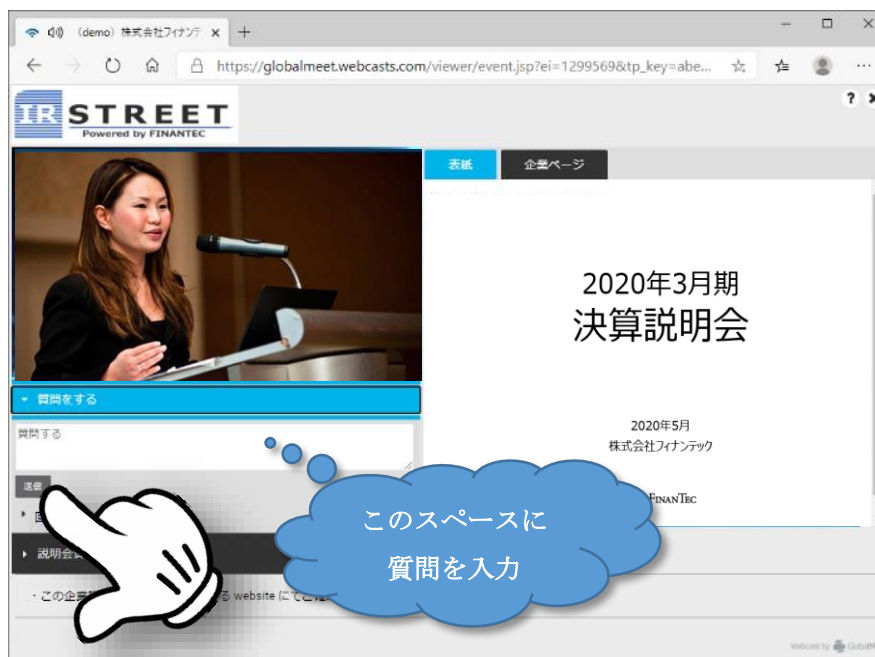 (demo) 株式会社フィナンテ
https://globalmeet.webcasts.com/viewer/event.jsp?ei=1299569&tp_key=abe...
IR STREET
Powered by FINANTEC
表紙 企業ページ
2020年3月期
決算説明会
2020年5月
株式会社フィナンテック
FINANTEC
質問をする
質問する
送信
このスペースに
質問を入力
説明会
・この企業
る website にてご
Webcast by GlobalM